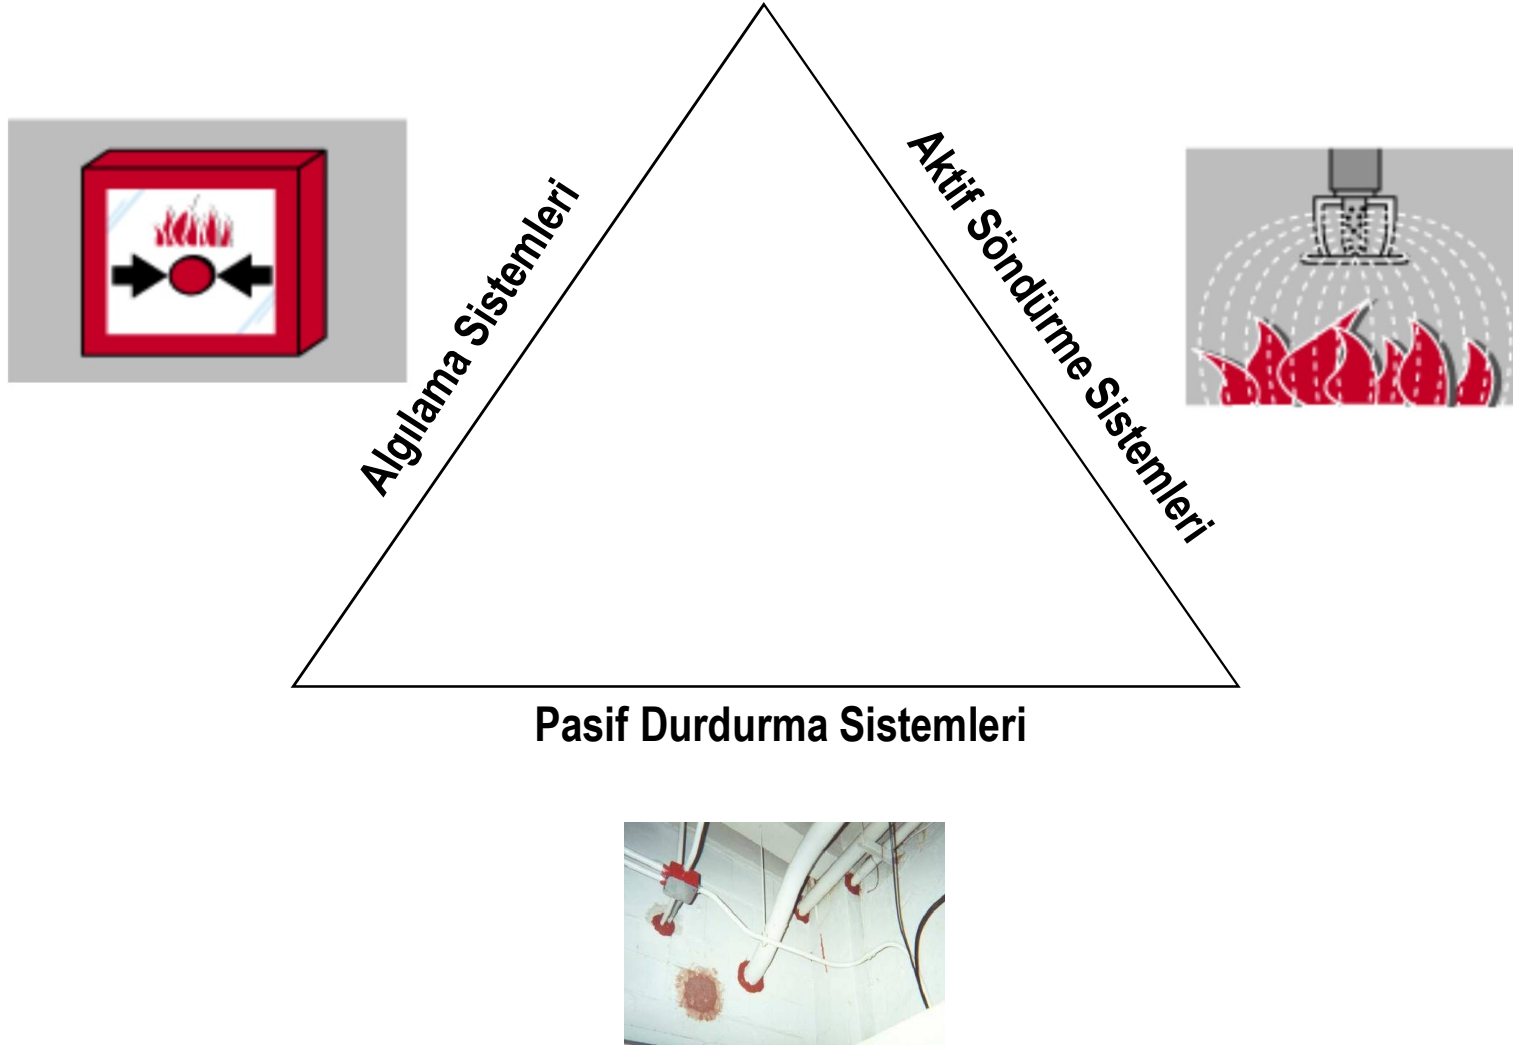 Algılama Sistemleri
Aktif Söndürme Sistemleri
Pasif Durdurma Sistemleri